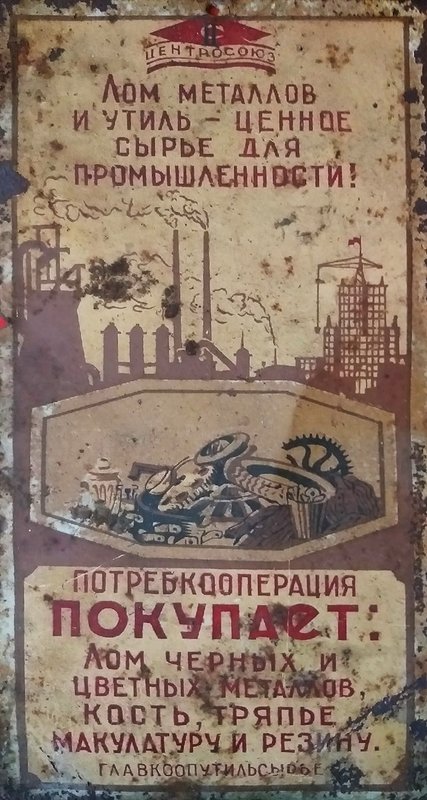 ЦЕНТРОСОЮЗ
ЛОМ МЕТАЛЛОВ
И УТИЛЬ – ЦЕННОЕ
СЫРЬЕ ДЛЯ
ПРОМЫШЛЕННОСТИ!
ПОТРЕБКООПЕРАЦИЯ
ПОКУПАЕТ:
ЛОМ ЧЕРНЫХ И
ЦВЕТНЫХ МЕТАЛЛОВ,
КОСТЬ, ТРЯПЬЕ,
МАКУЛАТУРУ И РЕЗИНУ.
ГЛАВКООПУТИЛЬСЫРЬЕ